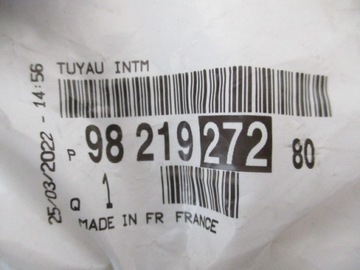 TUYAU INTM
25/03/2022 - 14:56
P 98 219 272 80
Q 1
MADE IN FR FRANCE